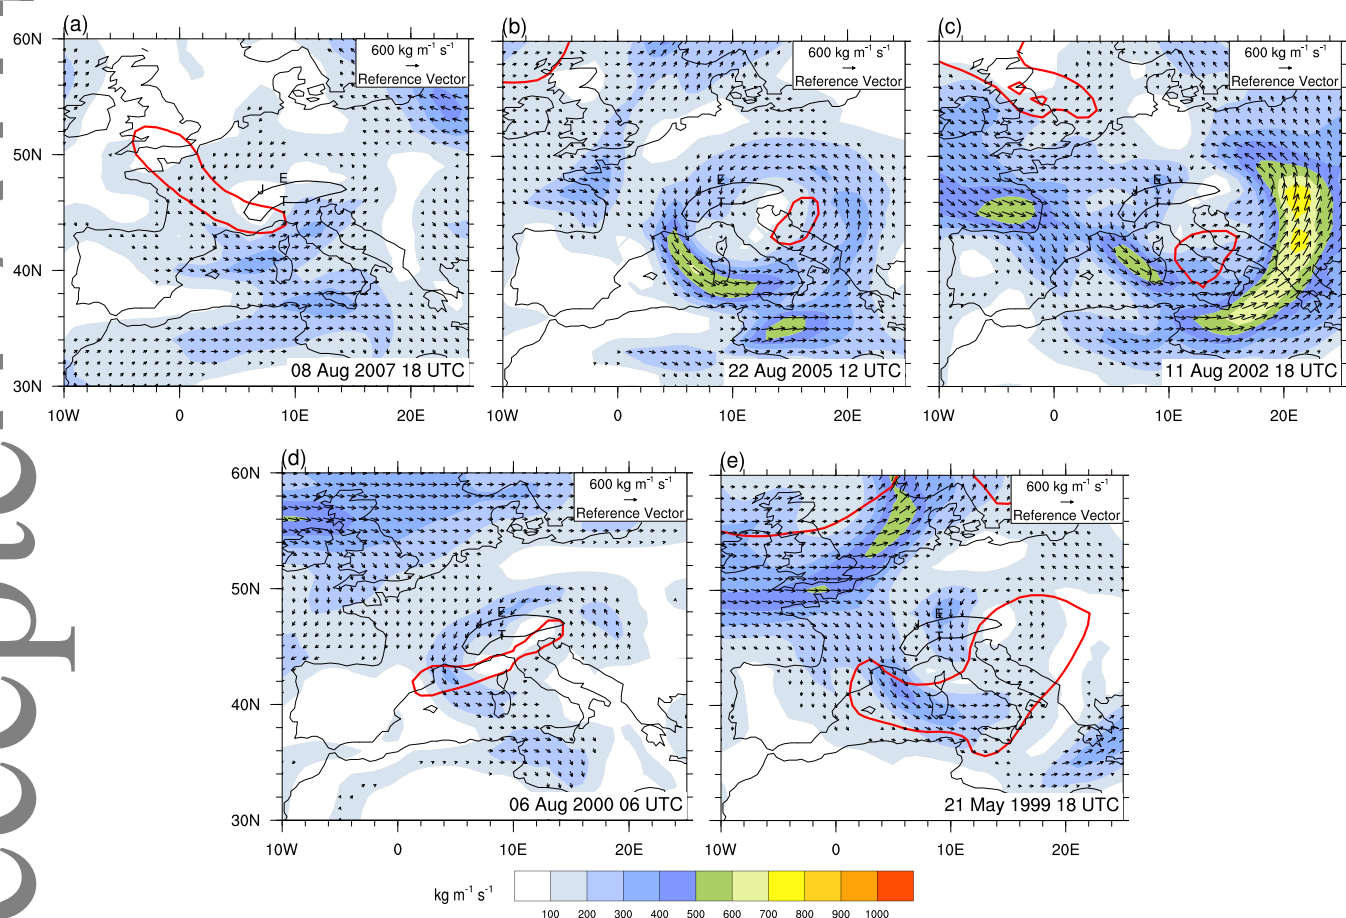 (a)
600 kg m⁻¹ s⁻¹
Reference Vector
60N
50N
40N
30N
08 Aug 2007 18 UTC
10W 0 10E 20E
(b)
600 kg m⁻¹ s⁻¹
Reference Vector
E
22 Aug 2005 12 UTC
10W 0 10E 20E
(c)
600 kg m⁻¹ s⁻¹
Reference Vector
E
11 Aug 2002 18 UTC
10W 0 10E 20E
J
E
T
(d)
600 kg m⁻¹ s⁻¹
Reference Vector
60N
50N
40N
30N
E
T
06 Aug 2000 06 UTC
10W 0 10E 20E
(e)
600 kg m⁻¹ s⁻¹
Reference Vector
J
E
T
21 May 1999 18 UTC
10W 0 10E 20E
kg m⁻¹ s⁻¹
100 200 300 400 500 600 700 800 900 1000